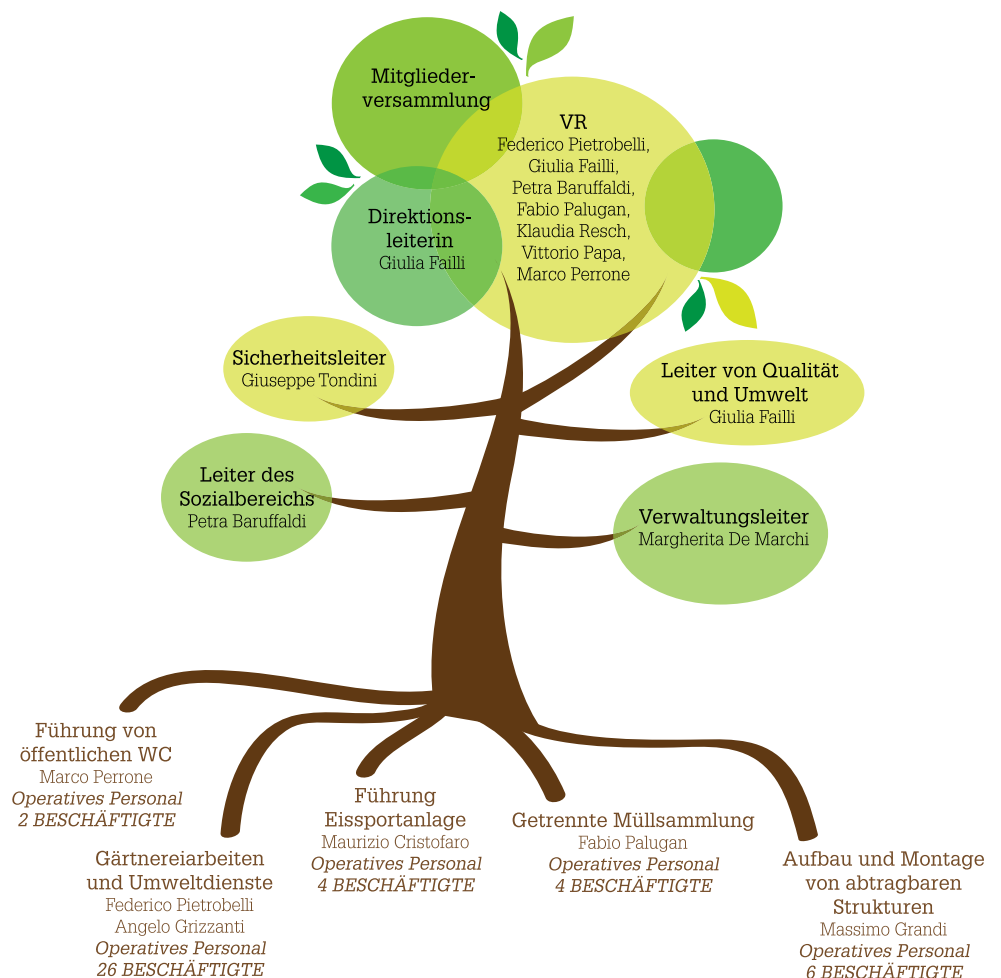 Mitglieder-
versammlung
VR
Federico Pietrobelli,
Giulia Failli,
Petra Baruffaldi,
Fabio Palugan,
Klaudia Resch,
Vittorio Papa,
Marco Perrone
Direktions-
leiterin
Giulia Failli
Sicherheitsleiter
Giuseppe Tondini
Leiter von Qualität
und Umwelt
Giulia Failli
Leiter des
Sozialbereichs
Petra Baruffaldi
Verwaltungsleiter
Margherita De Marchi
Führung von
öffentlichen WC
Marco Perrone
Operatives Personal
2 BESCHÄFTIGTE
Gärtnereiarbeiten
und Umweltdienste
Federico Pietrobelli
Angelo Grizzanti
Operatives Personal
26 BESCHÄFTIGTE
Führung
Eissportanlage
Maurizio Cristofaro
Operatives Personal
4 BESCHÄFTIGTE
Getrennte Müllsammlung
Fabio Palugan
Operatives Personal
4 BESCHÄFTIGTE
Aufbau und Montage
von abtragbaren
Strukturen
Massimo Grandi
Operatives Personal
6 BESCHÄFTIGTE